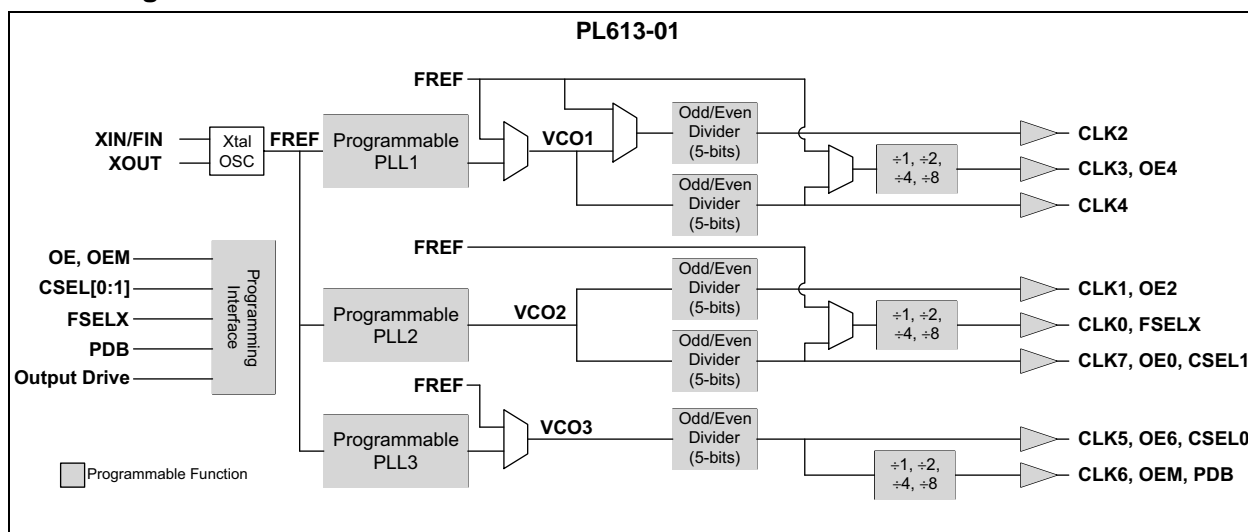 PL613-01
FREF
XIN/FIN
XOUT
Xtal
OSC
FREF
Programmable
PLL1
VCO1
Odd/Even
Divider
(5-bits)
CLK2
÷1, ÷2,
÷4, ÷8
CLK3, OE4
Odd/Even
Divider
(5-bits)
CLK4
OE, OEM
CSEL[0:1]
FSELX
PDB
Output Drive
Programming
Interface
FREF
Programmable
PLL2
VCO2
Odd/Even
Divider
(5-bits)
CLK1, OE2
÷1, ÷2,
÷4, ÷8
CLK0, FSELX
Odd/Even
Divider
(5-bits)
CLK7, OE0, CSEL1
FREF
Programmable
PLL3
VCO3
Odd/Even
Divider
(5-bits)
CLK5, OE6, CSEL0
÷1, ÷2,
÷4, ÷8
CLK6, OEM, PDB
Programmable Function